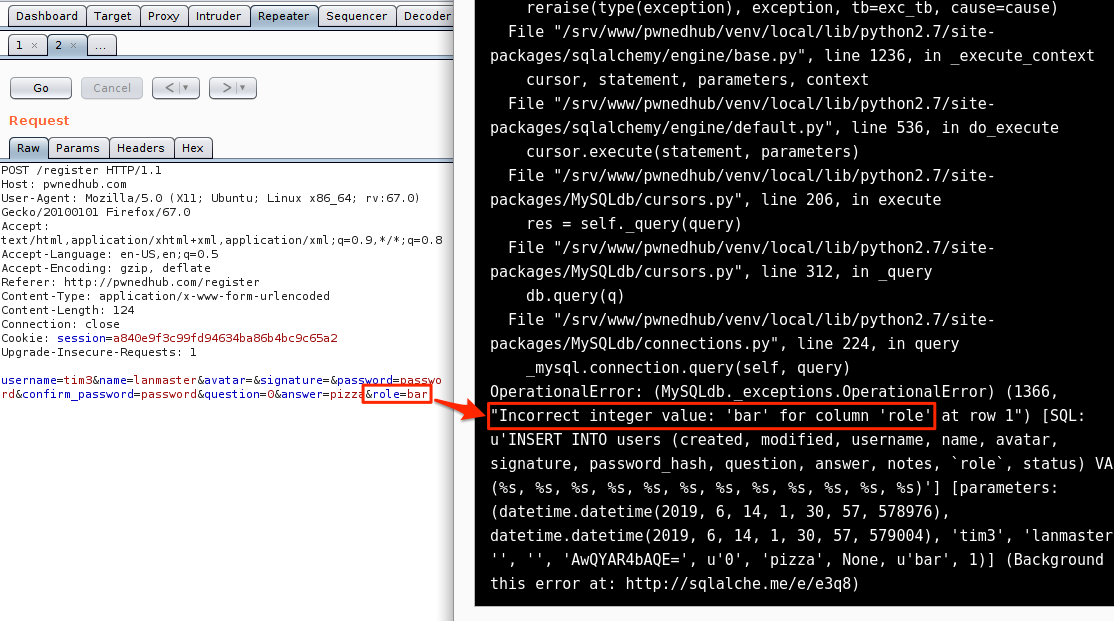 Dashboard Target Proxy Intruder Repeater Sequencer Decoder
1 × 2 × ...
Go Cancel < ▾ > ▾
Request
Raw Params Headers Hex
POST /register HTTP/1.1
Host: pwnedhub.com
User-Agent: Mozilla/5.0 (X11; Ubuntu; Linux x86_64; rv:67.0)
Gecko/20100101 Firefox/67.0
Accept:
text/html,application/xhtml+xml,application/xml;q=0.9,*/*;q=0.8
Accept-Language: en-US,en;q=0.5
Accept-Encoding: gzip, deflate
Referer: http://pwnedhub.com/register
Content-Type: application/x-www-form-urlencoded
Content-Length: 124
Connection: close
Cookie: session=a840e9f3c99fd94634ba86b4bc9c65a2
Upgrade-Insecure-Requests: 1
username=tim3&name=lanmaster&avatar=&signature=&password=passwo
rd&confirm_password=password&question=0&answer=pizza&role=bar
reraise(type(exception), exception, tb=exc_tb, cause=cause)
File "/srv/www/pwnedhub/venv/local/lib/python2.7/site-
packages/sqlalchemy/engine/base.py", line 1236, in _execute_context
cursor, statement, parameters, context
File "/srv/www/pwnedhub/venv/local/lib/python2.7/site-
packages/sqlalchemy/engine/default.py", line 536, in do_execute
cursor.execute(statement, parameters)
File "/srv/www/pwnedhub/venv/local/lib/python2.7/site-
packages/MySQLdb/cursors.py", line 206, in execute
res = self._query(query)
File "/srv/www/pwnedhub/venv/local/lib/python2.7/site-
packages/MySQLdb/cursors.py", line 312, in _query
db.query(q)
File "/srv/www/pwnedhub/venv/local/lib/python2.7/site-
packages/MySQLdb/connections.py", line 224, in query
_mysql.connection.query(self, query)
OperationalError: (MySQLdb._exceptions.OperationalError) (1366,
"Incorrect integer value: 'bar' for column 'role' at row 1") [SQL:
u'INSERT INTO users (created, modified, username, name, avatar,
signature, password_hash, question, answer, notes, `role`, status) VA
(%s, %s, %s, %s, %s, %s, %s, %s, %s, %s, %s, %s)'] [parameters:
(datetime.datetime(2019, 6, 14, 1, 30, 57, 578976),
datetime.datetime(2019, 6, 14, 1, 30, 57, 579004), 'tim3', 'lanmaster
'', '', 'AwQYAR4bAQE=', u'0', 'pizza', None, u'bar', 1)] (Background
this error at: http://sqlalche.me/e/e3q8)